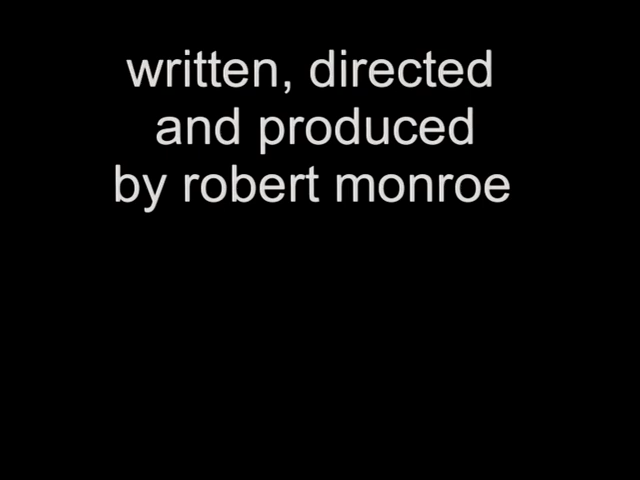 written, directed
and produced
by robert monroe